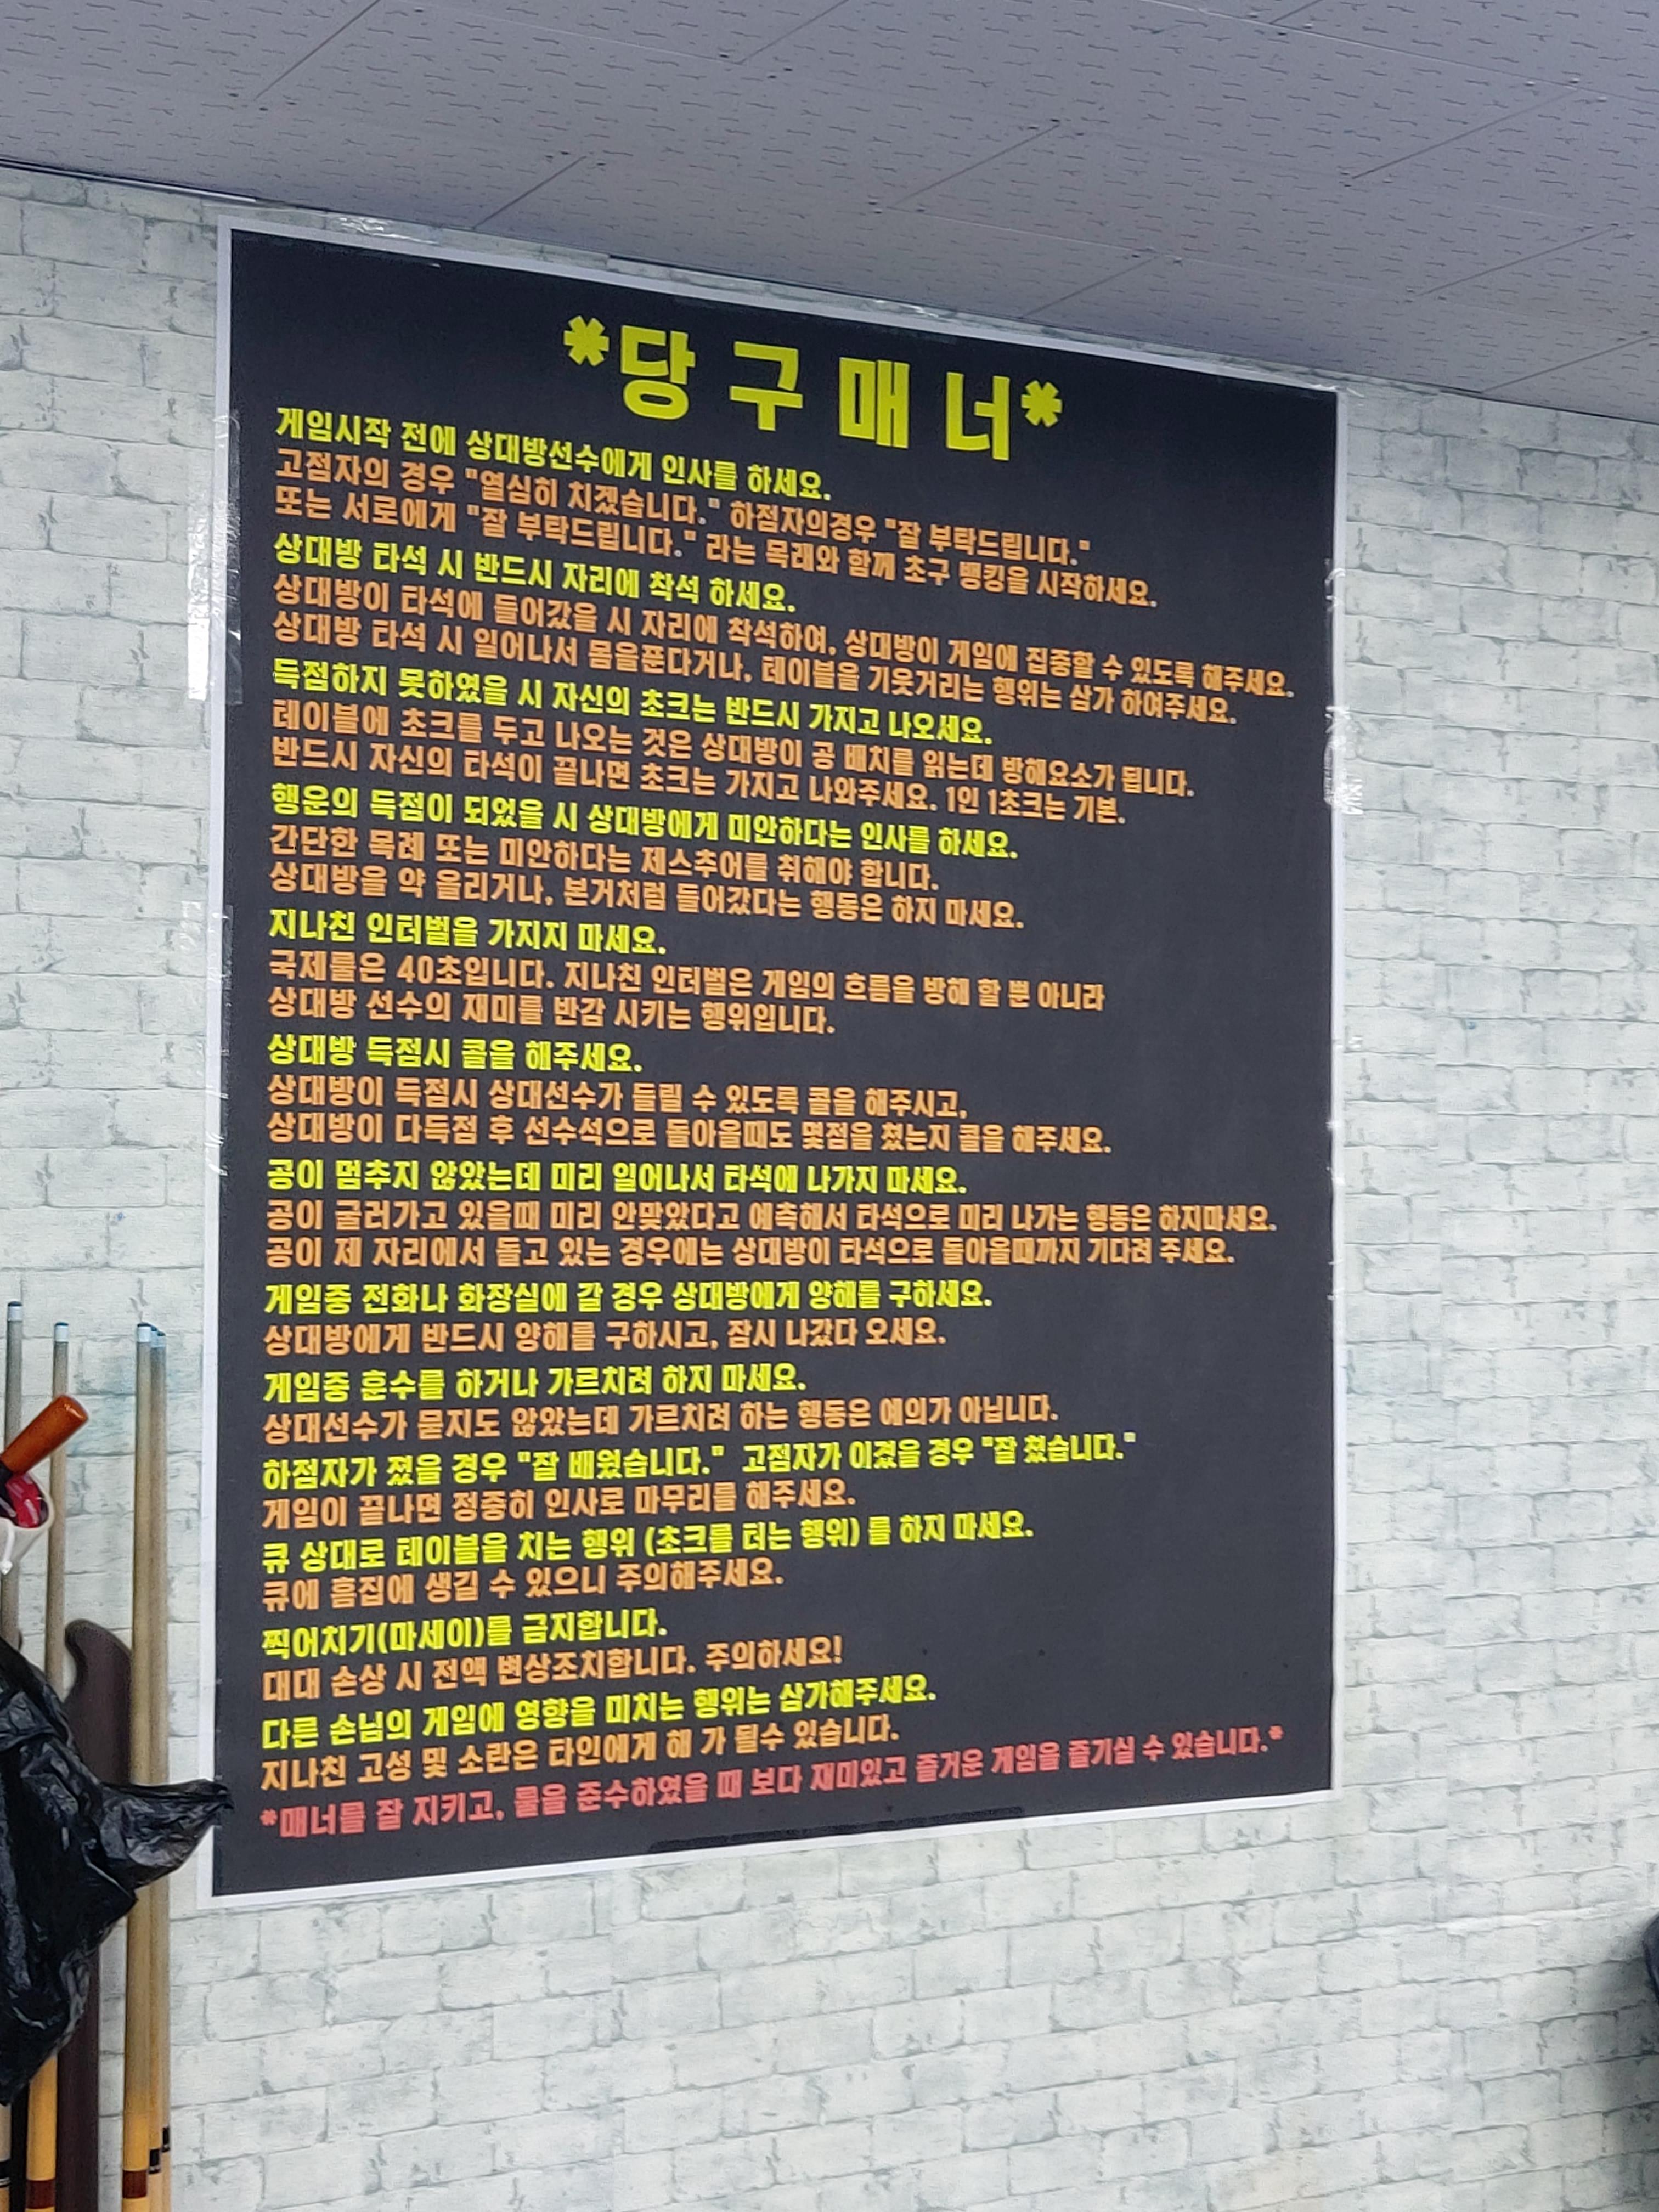 *당구매너*
게임시작 전에 상대방선수에게 인사를 하세요.
고점자의 경우 "열심히 치겠습니다." 하점자의경우 "잘 부탁드립니다."
또는 서로에게 "잘 부탁드립니다." 라는 목래와 함께 초구 뱅킹을 시작하세요.
상대방 타석 시 반드시 자리에 착석 하세요.
상대방이 타석에 들어갔을 시 자리에 착석하여, 상대방이 게임에 집중할 수 있도록 해주세요.
상대방 타석 시 일어나서 몸을푼다거나, 테이블을 기웃거리는 행위는 삼가 하여주세요.
득점하지 못하였을 시 자신의 초크는 반드시 가지고 나오세요.
테이블에 초크를 두고 나오는 것은 상대방이 공 배치를 읽는데 방해요소가 됩니다.
반드시 자신의 타석이 끝나면 초크는 가지고 나와주세요. 1인 1초크는 기본.
행운의 득점이 되었을 시 상대방에게 미안하다는 인사를 하세요.
간단한 목례 또는 미안하다는 제스추어를 취해야 합니다.
상대방을 약 올리거나, 본거처럼 들어갔다는 행동은 하지 마세요.
지나친 인터벌을 가지지 마세요.
국제룰은 40초입니다. 지나친 인터벌은 게임의 흐름을 방해 할 뿐 아니라
상대방 선수의 재미를 반감 시키는 행위입니다.
상대방 득점시 콜을 해주세요.
상대방이 득점시 상대선수가 들릴 수 있도록 콜을 해주시고,
상대방이 다득점 후 선수석으로 돌아올때도 몇점을 쳤는지 콜을 해주세요.
공이 멈추지 않았는데 미리 일어나서 타석에 나가지 마세요.
공이 굴러가고 있을때 미리 안맞았다고 예측해서 타석으로 미리 나가는 행동은 하지마세요.
공이 제 자리에서 돌고 있는 경우에는 상대방이 타석으로 돌아올때까지 기다려 주세요.
게임중 전화나 화장실에 갈 경우 상대방에게 양해를 구하세요.
상대방에게 반드시 양해를 구하시고, 잠시 나갔다 오세요.
게임중 훈수를 하거나 가르치려 하지 마세요.
상대선수가 묻지도 않았는데 가르치려 하는 행동은 예의가 아닙니다.
하점자가 졌을 경우 "잘 배웠습니다." 고점자가 이겼을 경우 "잘 쳤습니다."
게임이 끝나면 정중히 인사로 마무리를 해주세요.
큐 상대로 테이블을 치는 행위 (초크를 터는 행위) 를 하지 마세요.
큐에 흠집에 생길 수 있으니 주의해주세요.
찍어치기(마세이)를 금지합니다.
대대 손상 시 전액 변상조치합니다. 주의하세요!
다른 손님의 게임에 영향을 미치는 행위는 삼가해주세요.
지나친 고성 및 소란은 타인에게 해 가 될수 있습니다.
*매너를 잘 지키고, 룰을 준수하였을 때 보다 재미있고 즐거운 게임을 즐기실 수 있습니다.*